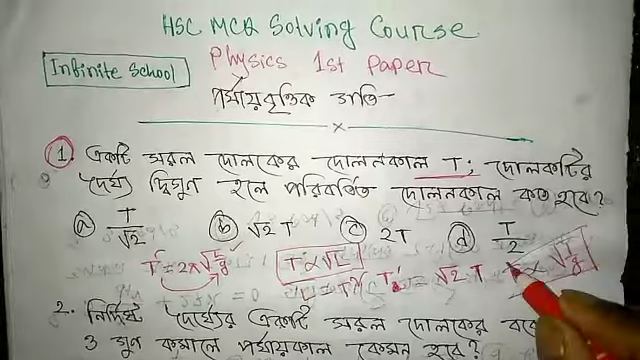 HSC MCQ Solving Course
Physics 1st Paper
Infinite School
পর্যায়বৃত্তিক গতি
1. একটি সরল দোলকের দোলনকাল T; দোলকটির
দৈর্ঘ্য দ্বিগুন হলে পরিবর্তিত দোলনকাল কত হবে?
ⓐ T/√2 ⓑ √2 T ⓒ 2T ⓓ T/2
T = 2π√(L/g) T ∝ √L T' = √2 T
2. নির্দিষ্ট দৈর্ঘ্যের একটি সরল দোলকের
৩ গুন কমালে পর্যায়কাল কেমন হবে?